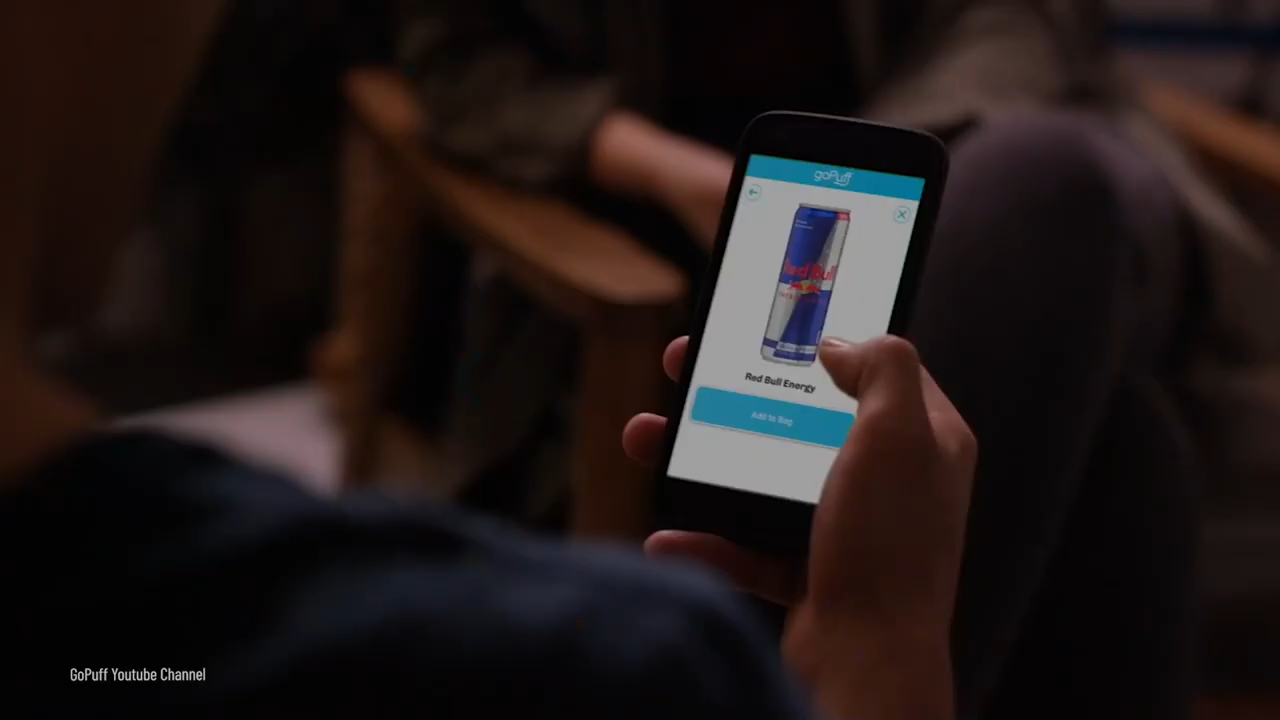 goPuff
Red Bull
Red Bull Energy
Add to Bag
GoPuff Youtube Channel